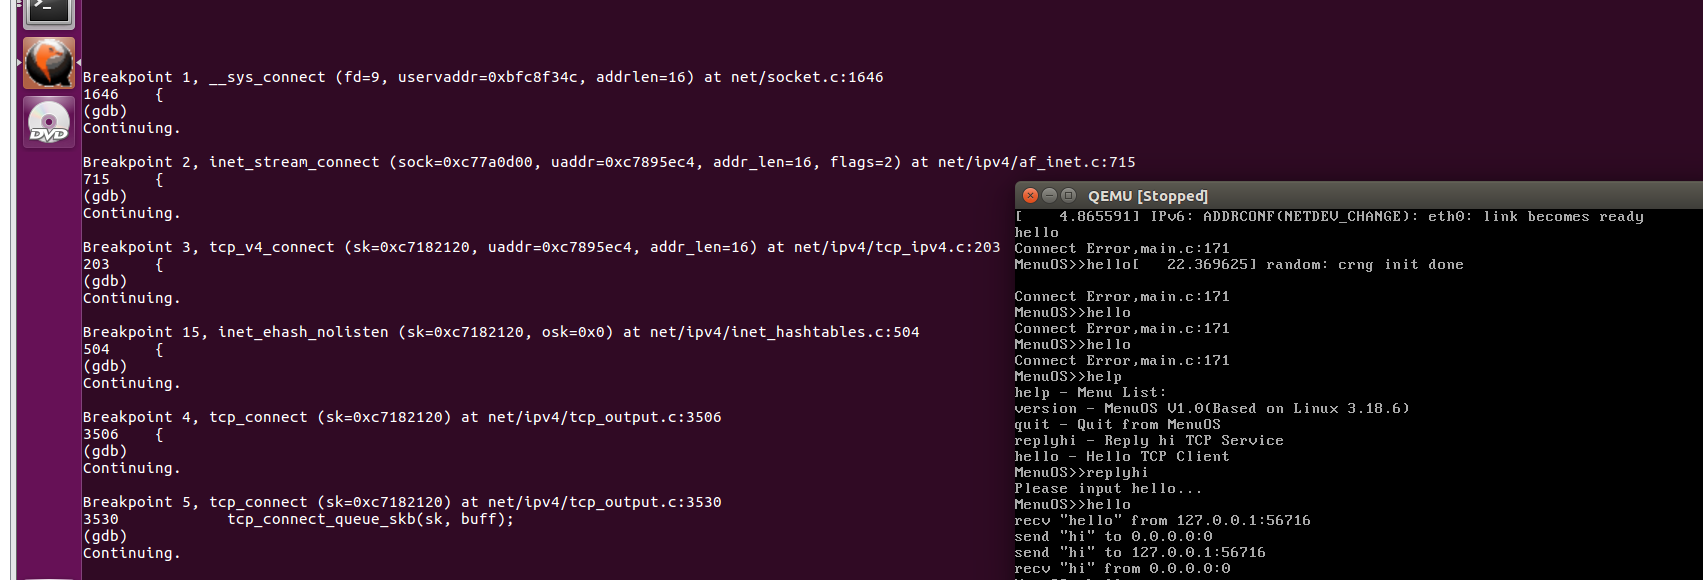 Breakpoint 1, __sys_connect (fd=9, uservaddr=0xbfc8f34c, addrlen=16) at net/socket.c:1646
1646    {
(gdb)
Continuing.
Breakpoint 2, inet_stream_connect (sock=0xc77a0d00, uaddr=0xc7895ec4, addr_len=16, flags=2) at net/ipv4/af_inet.c:715
715     {
(gdb)
Continuing.
Breakpoint 3, tcp_v4_connect (sk=0xc7182120, uaddr=0xc7895ec4, addr_len=16) at net/ipv4/tcp_ipv4.c:203
203     {
(gdb)
Continuing.
Breakpoint 15, inet_ehash_nolisten (sk=0xc7182120, osk=0x0) at net/ipv4/inet_hashtables.c:504
504     {
(gdb)
Continuing.
Breakpoint 4, tcp_connect (sk=0xc7182120) at net/ipv4/tcp_output.c:3506
3506    {
(gdb)
Continuing.
Breakpoint 5, tcp_connect (sk=0xc7182120) at net/ipv4/tcp_output.c:3530
3530            tcp_connect_queue_skb(sk, buff);
(gdb)
Continuing.
DVD
QEMU [Stopped]
[    4.865591] IPv6: ADDRCONF(NETDEV_CHANGE): eth0: link becomes ready
hello
Connect Error,main.c:171
MenuOS>>hello[   22.369625] random: crng init done
Connect Error,main.c:171
MenuOS>>hello
Connect Error,main.c:171
MenuOS>>hello
Connect Error,main.c:171
MenuOS>>help
help - Menu List:
version - MenuOS V1.0(Based on Linux 3.18.6)
quit - Quit from MenuOS
replyhi - Reply hi TCP Service
hello - Hello TCP Client
MenuOS>>replyhi
Please input hello...
MenuOS>>hello
recv "hello" from 127.0.0.1:56716
send "hi" to 0.0.0.0:0
send "hi" to 127.0.0.1:56716
recv "hi" from 0.0.0.0:0